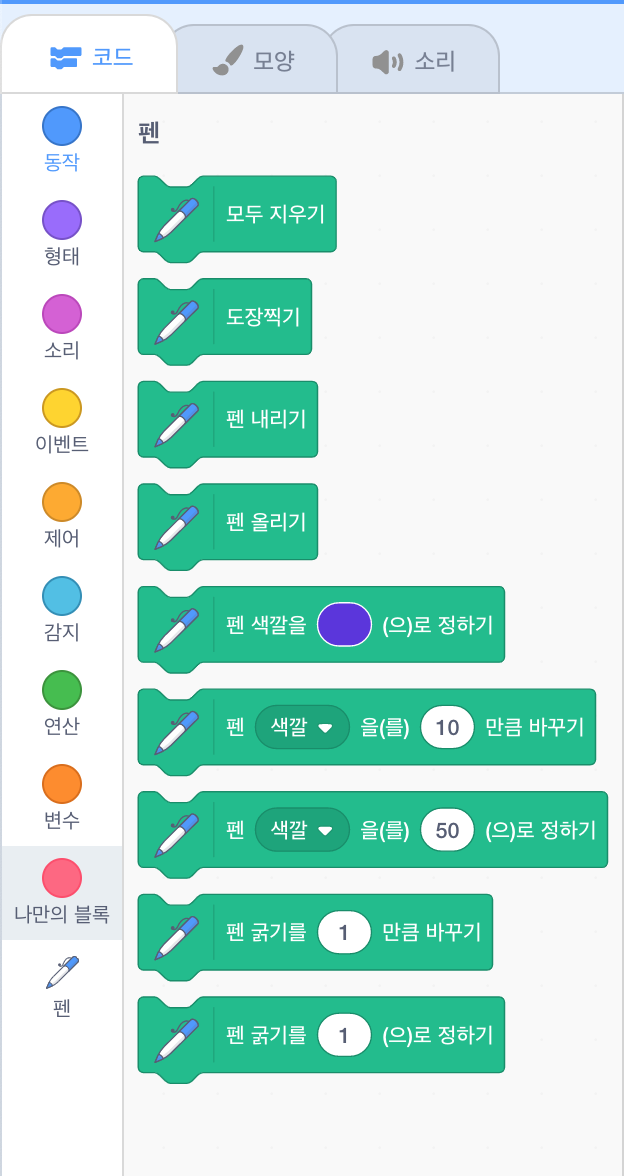 코드 모양 소리
동작
형태
소리
이벤트
제어
감지
연산
변수
나만의 블록
펜
펜
모두 지우기
도장찍기
펜 내리기
펜 올리기
펜 색깔을 (으)로 정하기
펜 색깔 을(를) 10 만큼 바꾸기
펜 색깔 을(를) 50 (으)로 정하기
펜 굵기를 1 만큼 바꾸기
펜 굵기를 1 (으)로 정하기